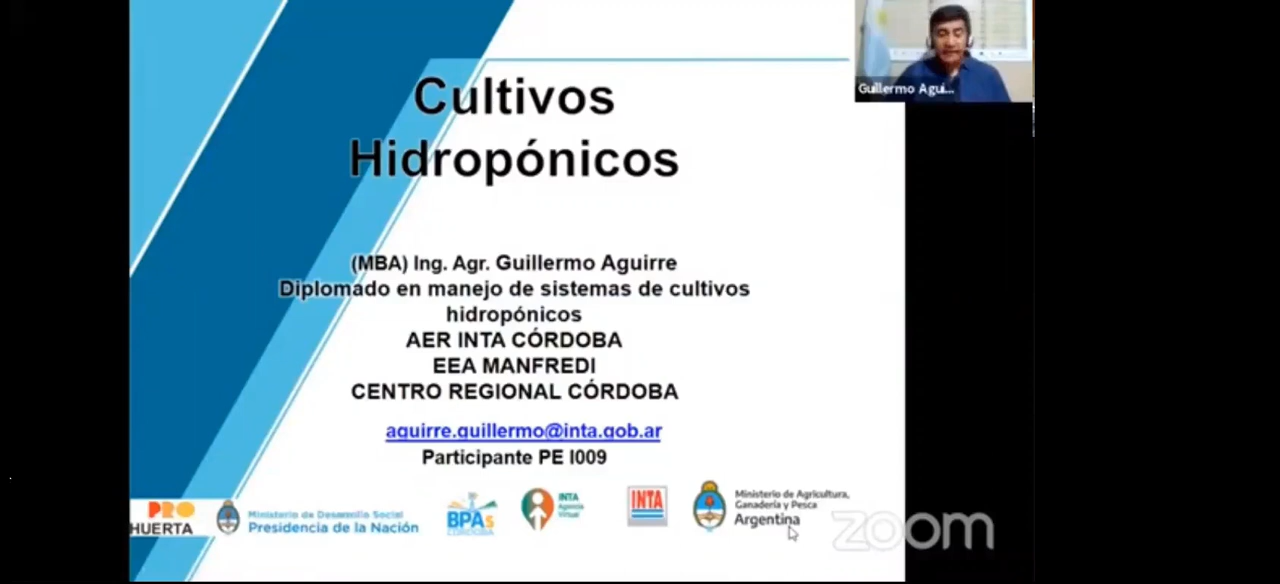 Cultivos
Hidropónicos
Guillermo Agui...
(MBA) Ing. Agr. Guillermo Aguirre
Diplomado en manejo de sistemas de cultivos
hidropónicos
AER INTA CÓRDOBA
EEA MANFREDI
CENTRO REGIONAL CÓRDOBA
aguirre.guillermo@inta.gob.ar
Participante PE I009
PRO
HUERTA
Ministerio de Desarrollo Social
Presidencia de la Nación
BPAs
CÓRDOBA
INTA
Agencia
Virtual
INTA
Ministerio de Agricultura,
Ganadería y Pesca
Argentina
zoom